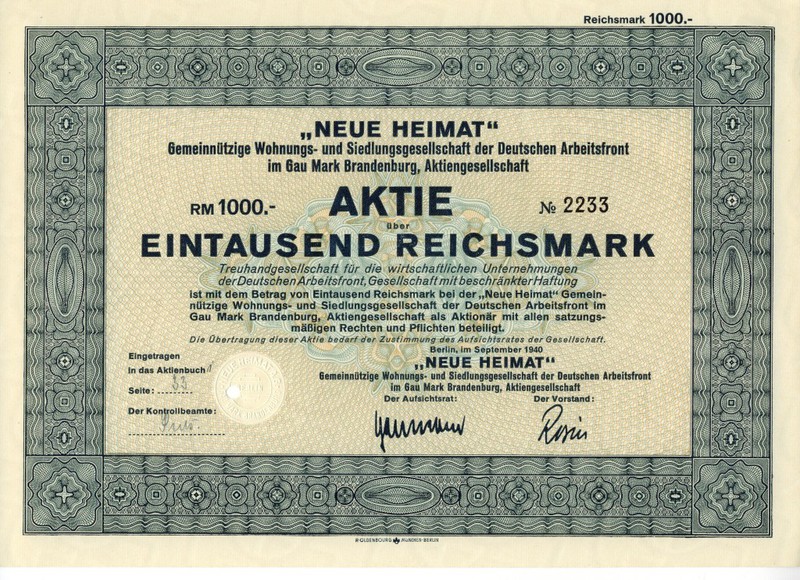 Reichsmark 1000.-
„NEUE HEIMAT“
Gemeinnützige Wohnungs- und Siedlungsgesellschaft der Deutschen Arbeitsfront
im Gau Mark Brandenburg, Aktiengesellschaft
RM 1000.- AKTIE № 2233
über
EINTAUSEND REICHSMARK
Treuhandgesellschaft für die wirtschaftlichen Unternehmungen
der Deutschen Arbeitsfront, Gesellschaft mit beschränkter Haftung
ist mit dem Betrag von Eintausend Reichsmark bei der „Neue Heimat“ Gemein-
nützige Wohnungs- und Siedlungsgesellschaft der Deutschen Arbeitsfront im
Gau Mark Brandenburg, Aktiengesellschaft als Aktionär mit allen satzungs-
mäßigen Rechten und Pflichten beteiligt.
Die Übertragung dieser Aktie bedarf der Zustimmung des Aufsichtsrates der Gesellschaft.
Berlin, im September 1940
„NEUE HEIMAT“
Gemeinnützige Wohnungs- und Siedlungsgesellschaft der Deutschen Arbeitsfront
im Gau Mark Brandenburg, Aktiengesellschaft
Der Aufsichtsrat: Der Vorstand:
Eingetragen
in das Aktienbuch
Seite: 33
Der Kontrollbeamte:
R·OLDENBOURG MÜNCHEN-BERLIN